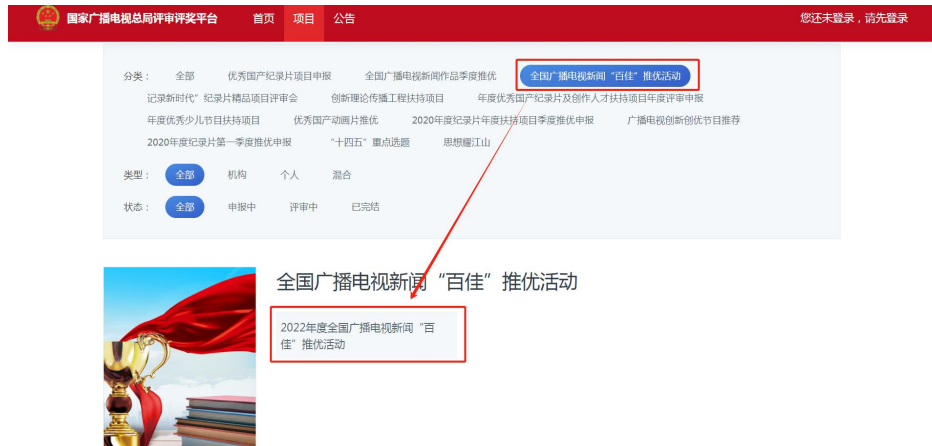 国家广播电视总局评审评奖平台 首页 项目 公告 您还未登录，请先登录
分类： 全部 优秀国产纪录片项目申报 全国广播电视新闻作品季度推优 全国广播电视新闻“百佳”推优活动
记录新时代”纪录片精品项目评审会 创新理论传播工程扶持项目 年度优秀国产纪录片及创作人才扶持项目年度评审申报
年度优秀少儿节目扶持项目 优秀国产动画片推优 2020年度纪录片年度扶持项目季度推优申报 广播电视创新创优节目推荐
2020年度纪录片第一季度推优申报 “十四五”重点选题 思想耀江山
类型： 全部 机构 个人 混合
状态： 全部 申报中 评审中 已完结
全国广播电视新闻“百佳”推优活动
2022年度全国广播电视新闻“百
佳”推优活动